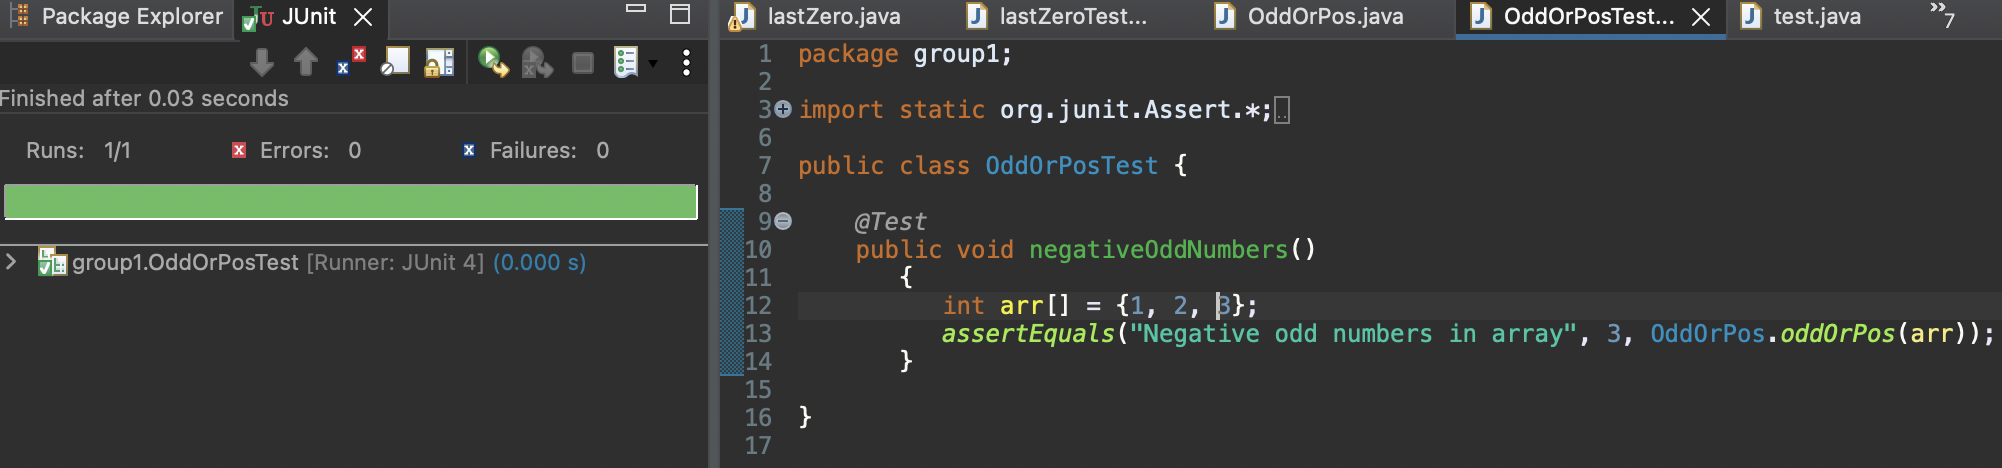 Package Explorer JUnit
Finished after 0.03 seconds
Runs: 1/1 Errors: 0 Failures: 0
group1.OddOrPosTest [Runner: JUnit 4] (0.000 s)
lastZero.java lastZeroTest... OddOrPos.java OddOrPosTest... test.java »7
1 package group1;
2
3 import static org.junit.Assert.*;
6
7 public class OddOrPosTest {
8
9 @Test
10 public void negativeOddNumbers()
11 {
12 int arr[] = {1, 2, 3};
13 assertEquals("Negative odd numbers in array", 3, OddOrPos.oddOrPos(arr));
14 }
15
16 }
17